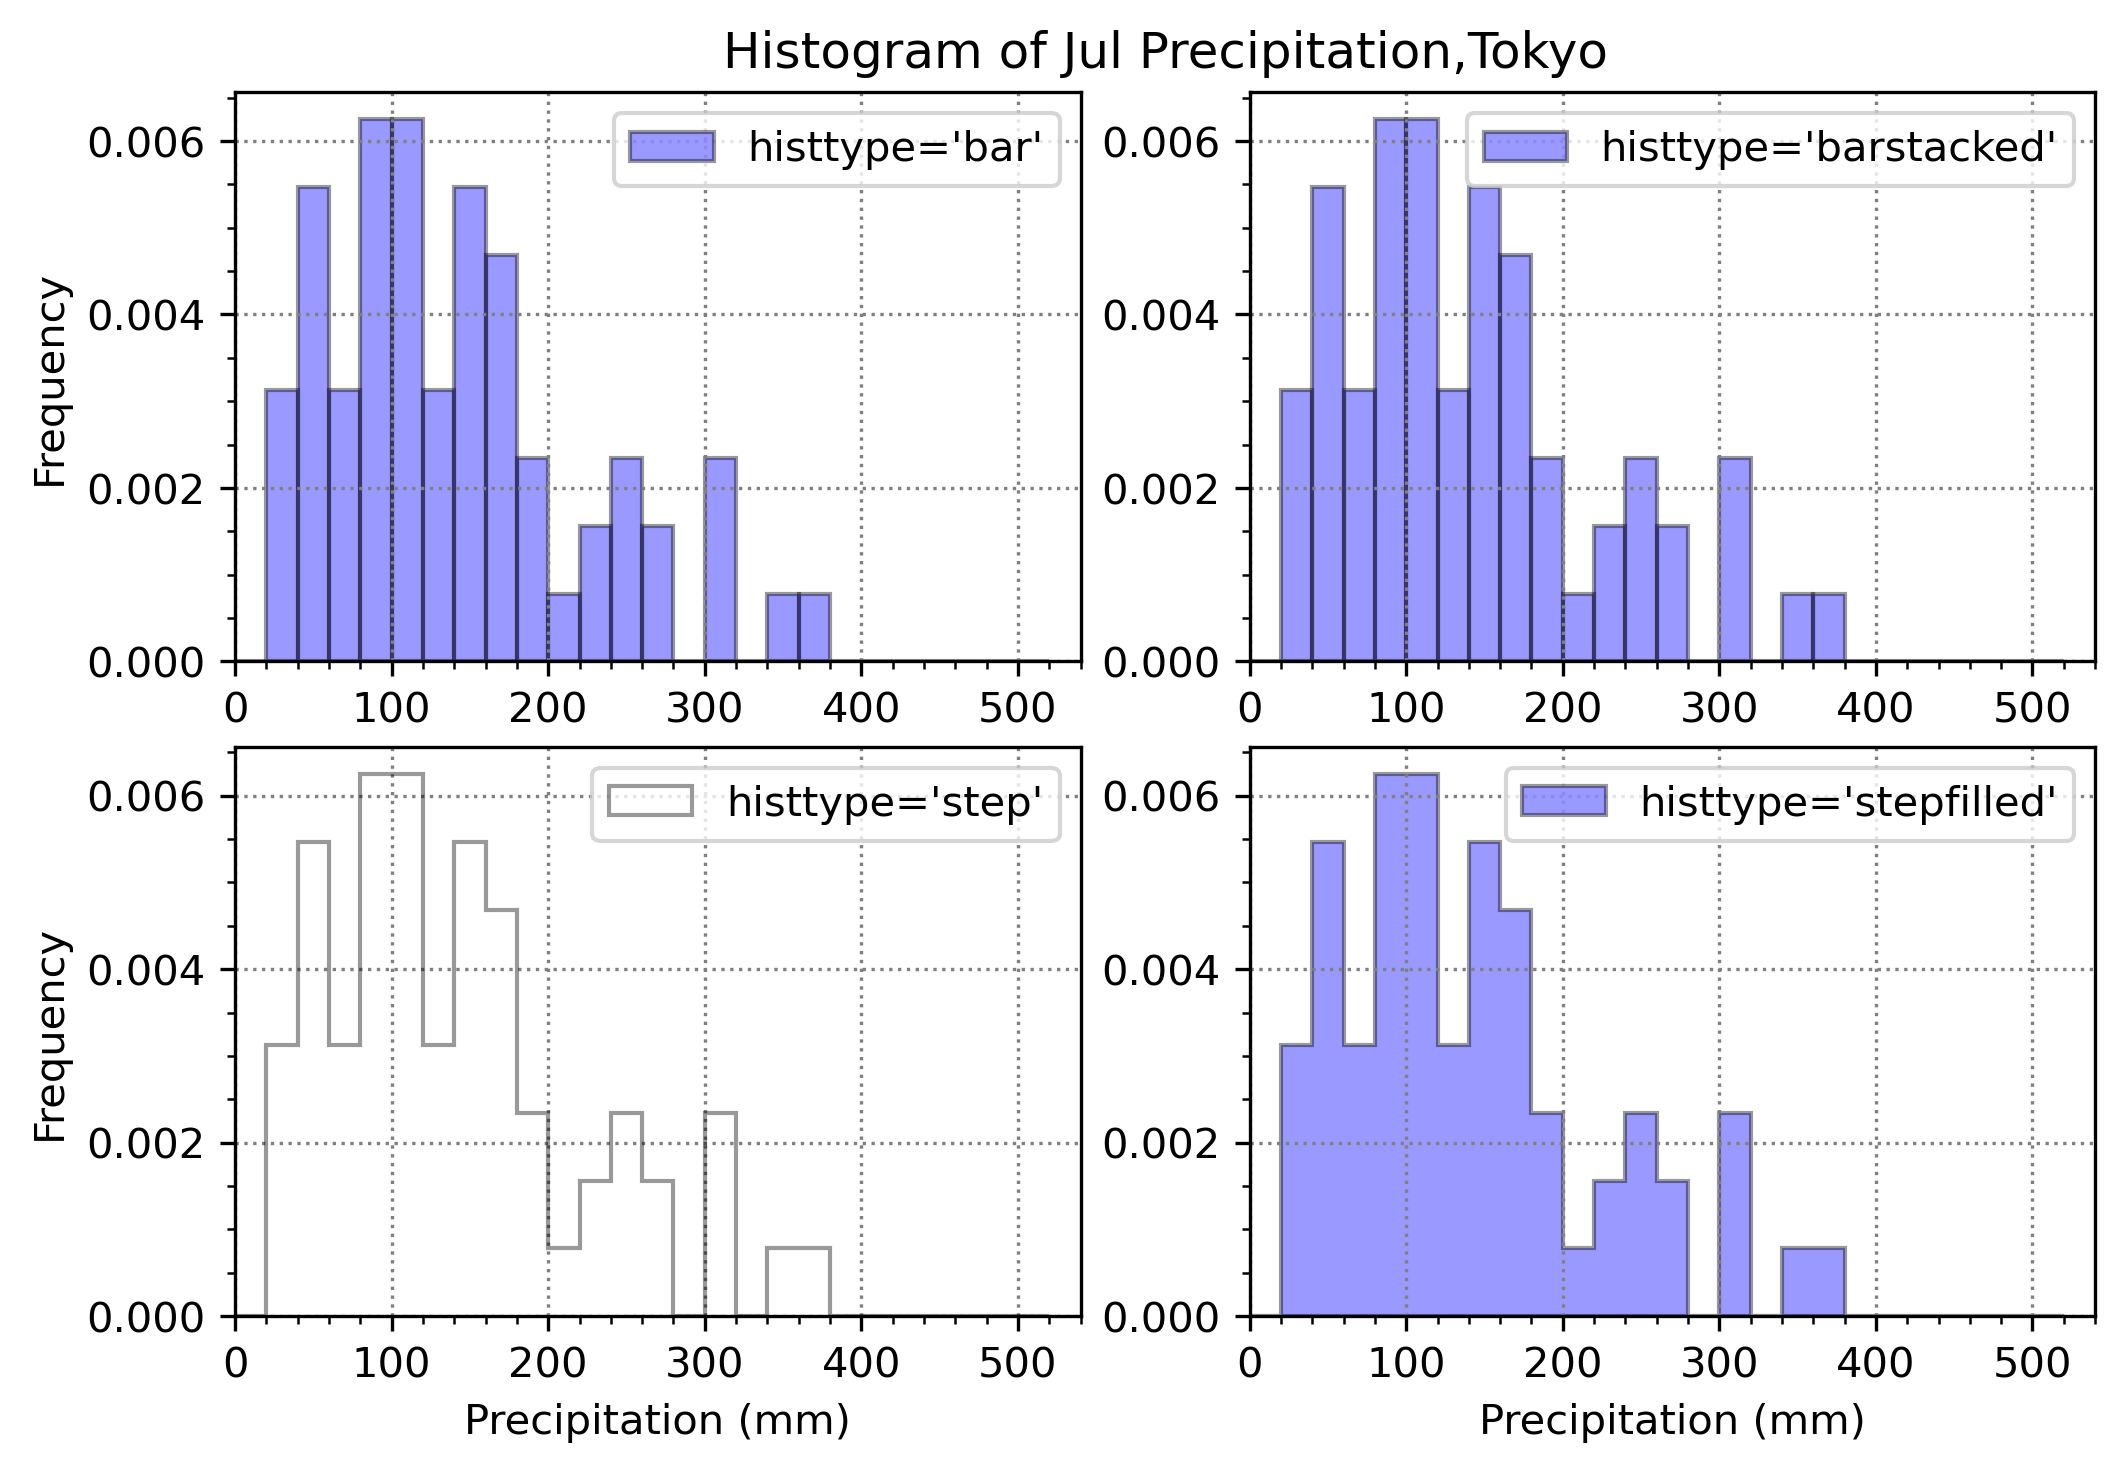 Histogram of Jul Precipitation,Tokyo
histtype='bar'
Frequency
0.006
0.004
0.002
0.000
0 100 200 300 400 500
histtype='barstacked'
0.006
0.004
0.002
0.000
0 100 200 300 400 500
histtype='step'
Frequency
0.006
0.004
0.002
0.000
0 100 200 300 400 500
Precipitation (mm)
histtype='stepfilled'
0.006
0.004
0.002
0.000
0 100 200 300 400 500
Precipitation (mm)